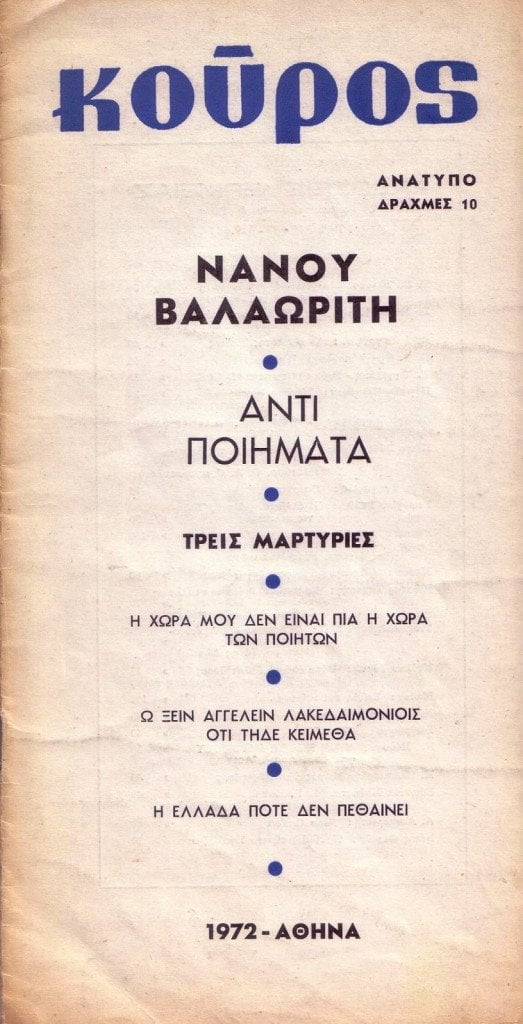 κοῦρος
ΑΝΑΤΥΠΟ
ΔΡΑΧΜΕΣ 10
ΝΑΝΟΥ
ΒΑΛΑΩΡΙΤΗ
ΑΝΤΙ
ΠΟΙΗΜΑΤΑ
ΤΡΕΙΣ ΜΑΡΤΥΡΙΕΣ
Η ΧΩΡΑ ΜΟΥ ΔΕΝ ΕΙΝΑΙ ΠΙΑ Η ΧΩΡΑ
ΤΩΝ ΠΟΙΗΤΩΝ
Ω ΞΕΙΝ ΑΓΓΕΛΕΙΝ ΛΑΚΕΔΑΙΜΟΝΙΟΙΣ
ΟΤΙ ΤΗΔΕ ΚΕΙΜΕΘΑ
Η ΕΛΛΑΔΑ ΠΟΤΕ ΔΕΝ ΠΕΘΑΙΝΕΙ
1972 - ΑΘΗΝΑ